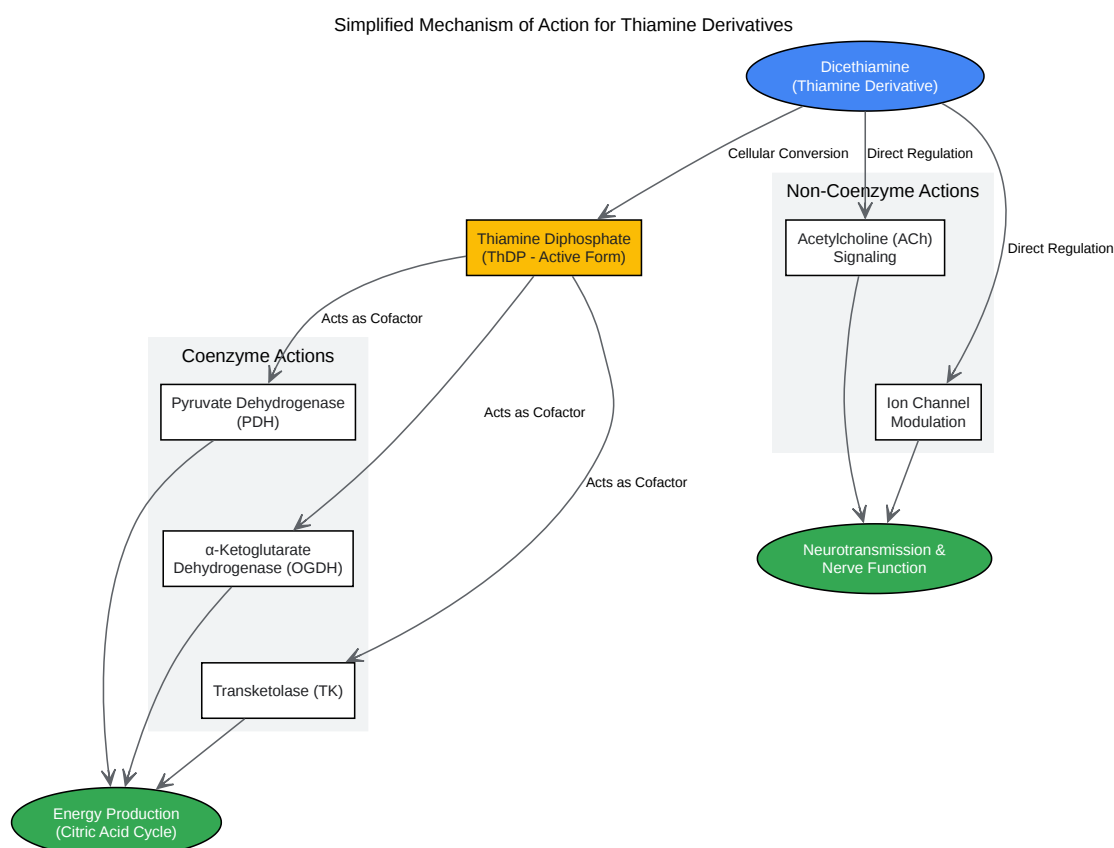 Simplified Mechanism of Action for Thiamine Derivatives
Dicethiamine
(Thiamine Derivative)
Cellular Conversion
Direct Regulation
Non-Coenzyme Actions
Thiamine Diphosphate
(ThDP - Active Form)
Acetylcholine (ACh)
Signaling
Direct Regulation
Acts as Cofactor
Coenzyme Actions
Pyruvate Dehydrogenase
(PDH)
Acts as Cofactor
Ion Channel
Modulation
Acts as Cofactor
α-Ketoglutarate
Dehydrogenase (OGDH)
Neurotransmission &
Nerve Function
Transketolase (TK)
Energy Production
(Citric Acid Cycle)